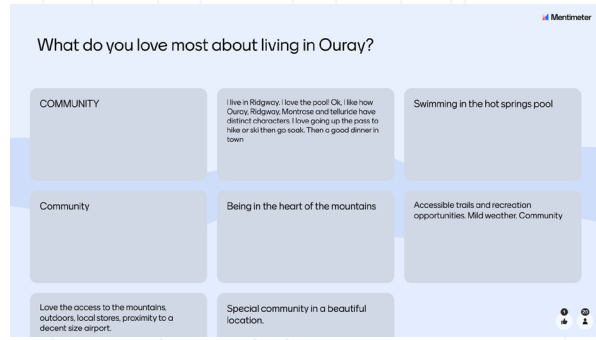 Mentimeter
What do you love most about living in Ouray?
COMMUNITY
I live in Ridgway. I love the pool! Ok, I like how
Ouray, Ridgway, Montrose and telluride have
distinct characters. I love going up the pass to
hike or ski then go soak. Then a good dinner in
town
Swimming in the hot springs pool
Community
Being in the heart of the mountains
Accessible trails and recreation
opportunities. Mild weather. Community
Love the access to the mountains,
outdoors, local stores, proximity to a
decent size airport.
Special community in a beautiful
location.
1
20